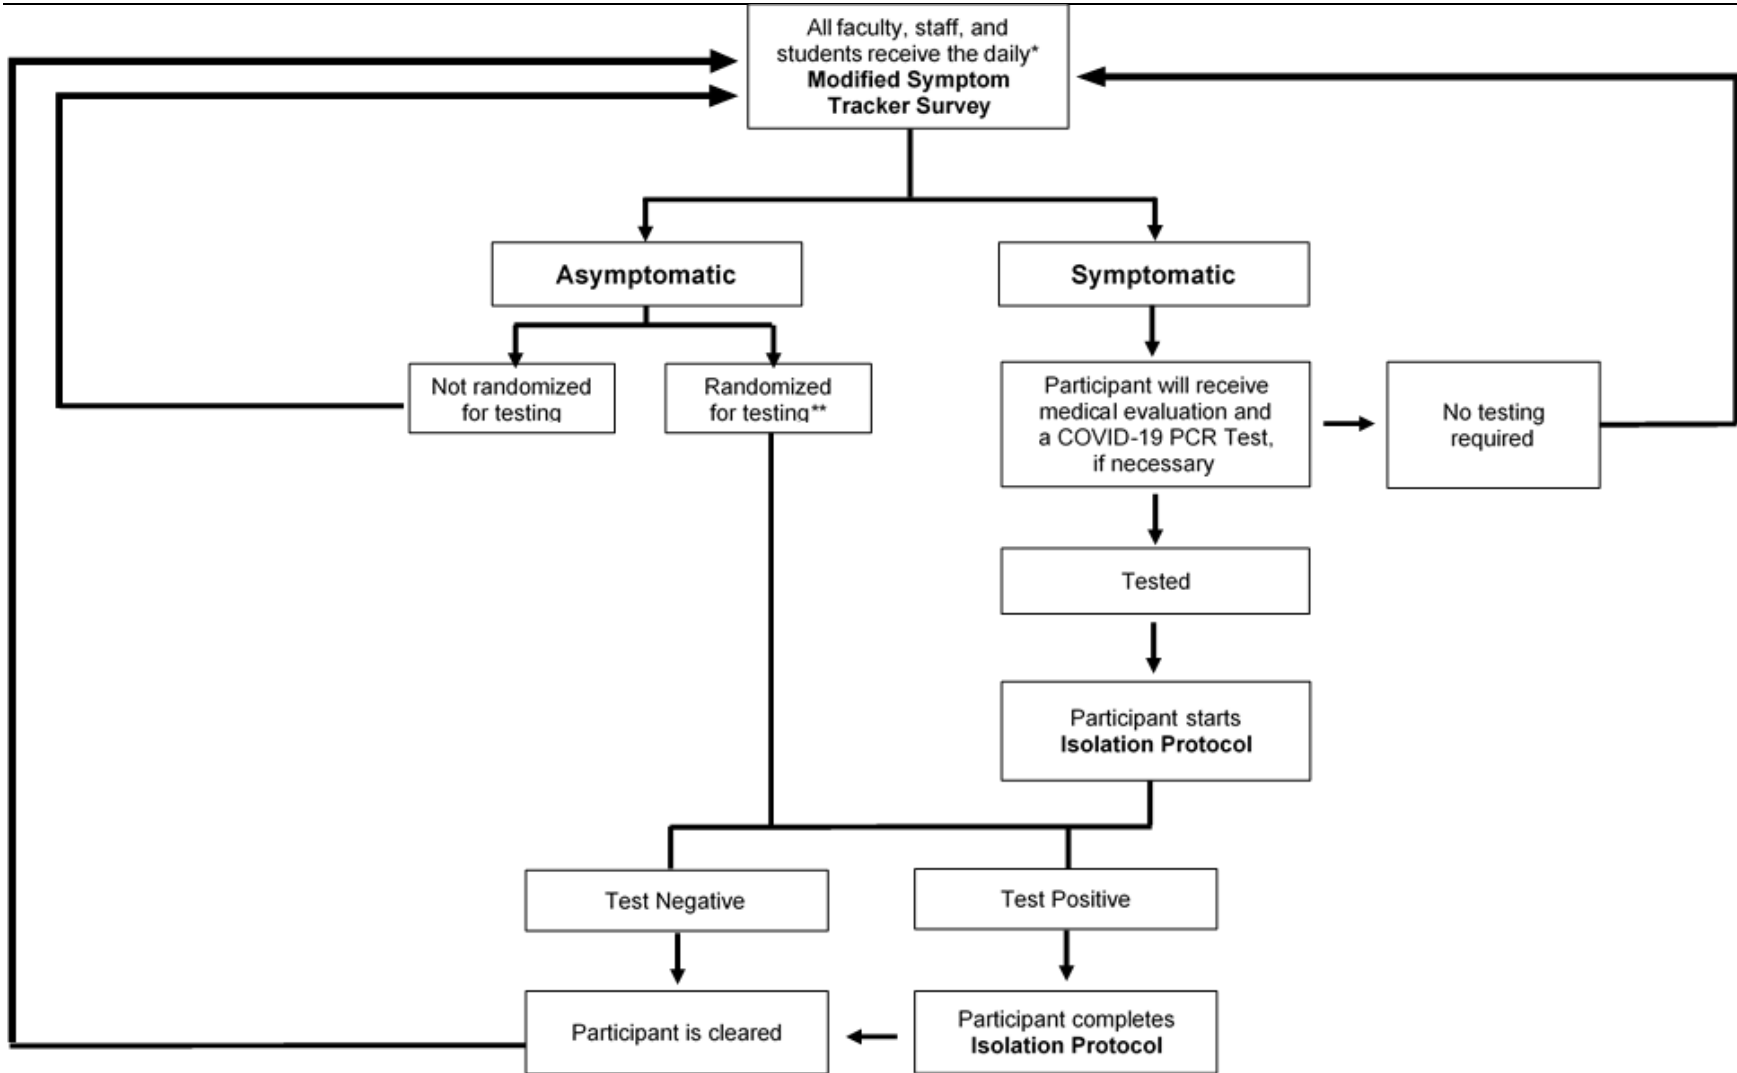 All faculty, staff, and
students receive the daily*
Modified Symptom
Tracker Survey
Asymptomatic
Symptomatic
Not randomized
for testing
Randomized
for testing**
Participant will receive
medical evaluation and
a COVID-19 PCR Test,
if necessary
No testing
required
Tested
Participant starts
Isolation Protocol
Test Negative
Test Positive
Participant is cleared
Participant completes
Isolation Protocol